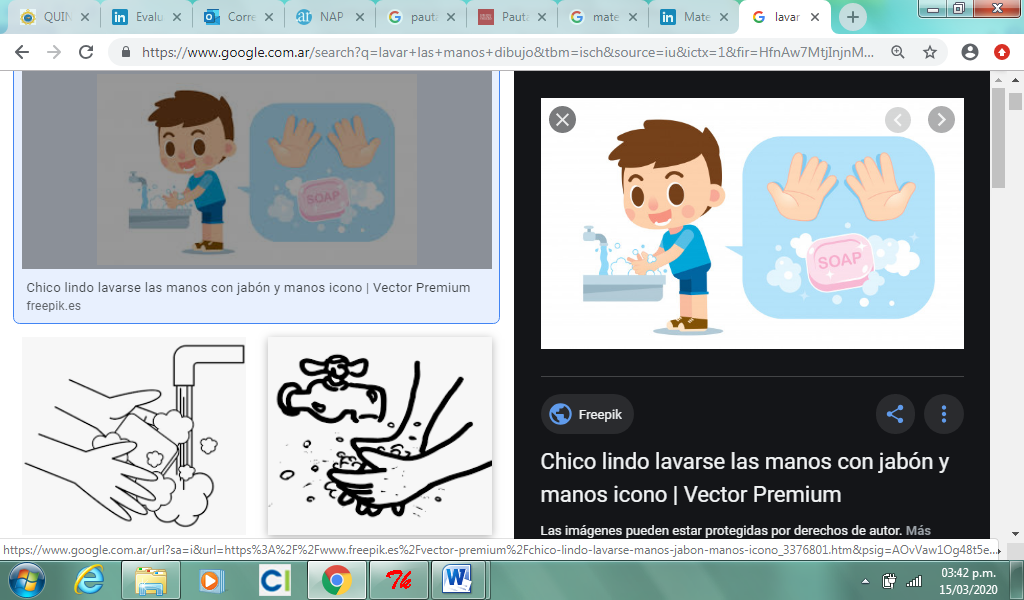 QUIN
Evalu
Corre
NAP
paut
Pauta
mate
Mate
lavar
https://www.google.com.ar/search?q=lavar+las+manos+dibujo&tbm=isch&source=iu&ictx=1&fir=HfnAw7MtjInjnM...
SOAP
Chico lindo lavarse las manos con jabón y manos icono | Vector Premium
freepik.es
SOAP
Freepik
Chico lindo lavarse las manos con jabón y
manos icono | Vector Premium
Las imágenes pueden estar protegidas por derechos de autor. Más
https://www.google.com.ar/url?sa=i&url=https%3A%2F%2Fwww.freepik.es%2Fvector-premium%2Fchico-lindo-lavarse-manos-jabon-manos-icono_3376801.htm&psig=AOvVaw1Og48t5e...
CI
03:42 p.m.
15/03/2020